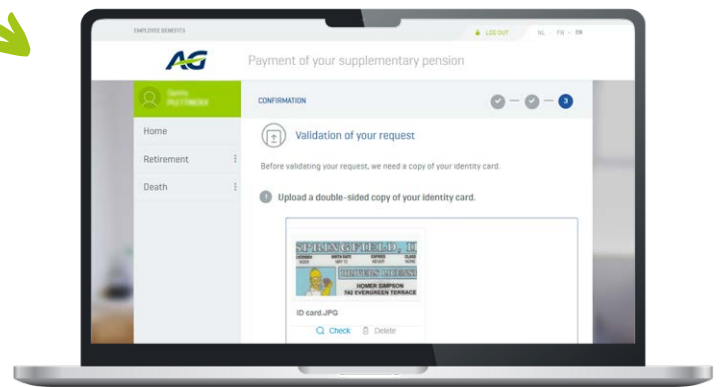 EMPLOYEE BENEFITS
LOG OUT NL - FR - EN
AG Payment of your supplementary pension
CONFIRMATION 3
Home
Retirement
Death
Validation of your request
Before validating your request, we need a copy of your identity card.
Upload a double-sided copy of your identity card.
SPRINGFIELD, II
DRIVERS LICENSE
HOMER SIMPSON
742 EVERGREEN TERRACE
ID card.JPG
Check Delete